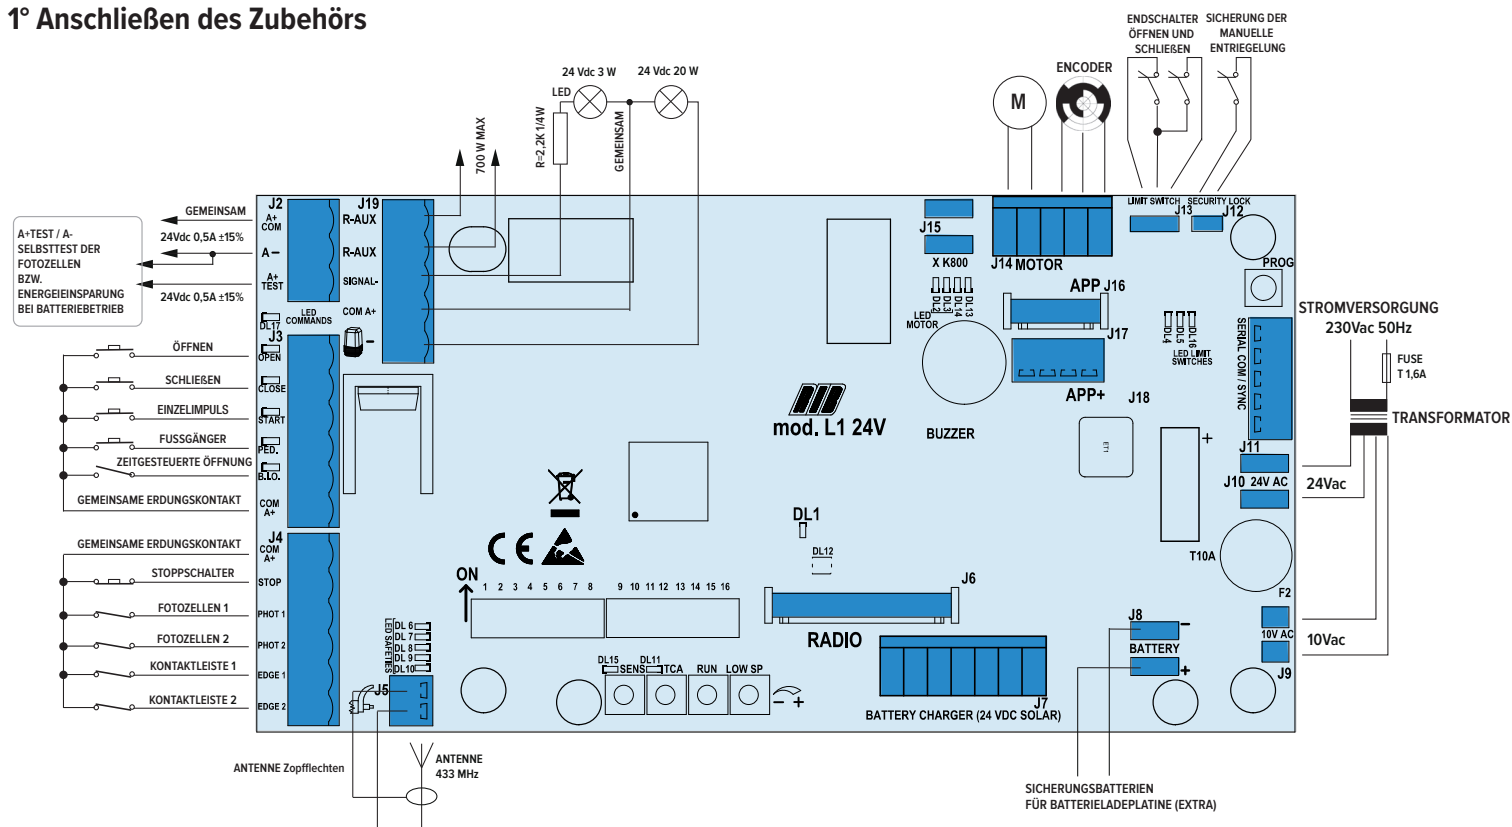 1° Anschließen des Zubehörs
ENDSCHALTER
ÖFFNEN UND
SCHLIEßEN
SICHERUNG DER
MANUELLE
ENTRIEGELUNG
24 Vdc 3 W
24 Vdc 20 W
LED
R=2,2K 1/4W
GEMEINSAM
700 W MAX
M
ENCODER
GEMEINSAM
24Vdc 0,5A ±15%
24Vdc 0,5A ±15%
A+TEST / A-
SELBSTTEST DER
FOTOZELLEN
BZW.
ENERGIEEINSPARUNG
BEI BATTERIEBETRIEB
J2
A+
COM
A-
A+
TEST
J19
R-AUX
R-AUX
SIGNAL-
COM A+
-
LED
COMMANDS
DL17
J3
OPEN
CLOSE
START
PED.
B.I.O.
COM
A+
ÖFFNEN
SCHLIEßEN
EINZELIMPULS
FUSSGÄNGER
ZEITGESTEUERTE ÖFFNUNG
GEMEINSAME ERDUNGSKONTAKT
GEMEINSAME ERDUNGSKONTAKT
STOPPSCHALTER
FOTOZELLEN 1
FOTOZELLEN 2
KONTAKTLEISTE 1
KONTAKTLEISTE 2
J4
COM
A+
STOP
PHOT 1
PHOT 2
EDGE 1
EDGE 2
LED SAFETIES
DL 6
DL 7
DL 8
DL 9
DL10
J5
ANTENNE Zopfflechten
ANTENNE
433 MHz
ON
1 2 3 4 5 6 7 8
9 10 11 12 13 14 15 16
DL15
SENS
DL11
TCA
RUN
LOW SP
- +
J15
X K800
DL2
DL3
DL14
DL13
LED
MOTOR
J14 MOTOR
APP J16
J17
APP+
LIMIT SWITCH
J13
SECURITY LOCK
J12
PROG
DL4
DL5
DL16
LED LIMIT
SWITCHES
SERIAL COM / SYNC
BUZZER
J18
ET1
+
mod. L1 24V
CE
DL1
DL12
J6
RADIO
J7
BATTERY CHARGER (24 VDC SOLAR)
J8
-
BATTERY
+
J11
J10 24V AC
T10A
F2
10V AC
J9
STROMVERSORGUNG
230Vac 50Hz
FUSE
T 1,6A
TRANSFORMATOR
24Vac
10Vac
SICHERUNGSBATTERIEN
FÜR BATTERIELADEPLATINE (EXTRA)